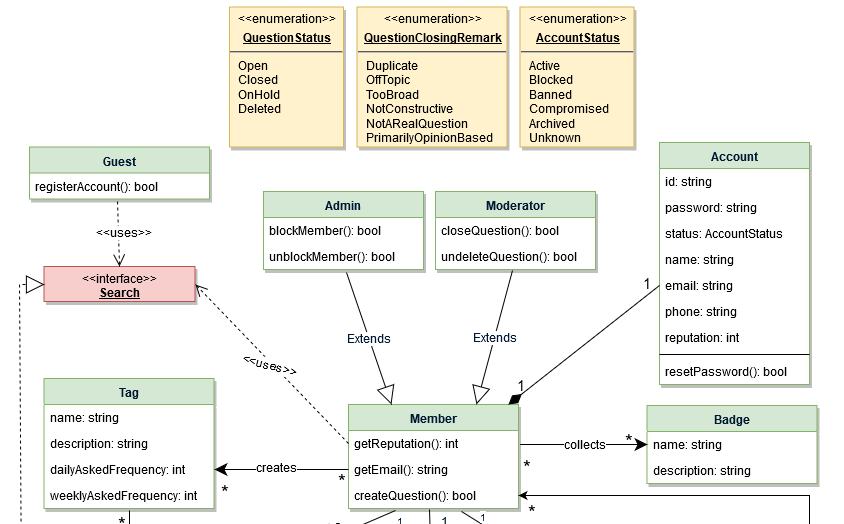 <<enumeration>>
QuestionStatus
Open
Closed
OnHold
Deleted
<<enumeration>>
QuestionClosingRemark
Duplicate
OffTopic
TooBroad
NotConstructive
NotARealQuestion
PrimarilyOpinionBased
<<enumeration>>
AccountStatus
Active
Blocked
Banned
Compromised
Archived
Unknown
Guest
registerAccount(): bool
<<uses>>
<<interface>>
Search
Admin
blockMember(): bool
unblockMember(): bool
Moderator
closeQuestion(): bool
undeleteQuestion(): bool
Account
id: string
password: string
status: AccountStatus
name: string
email: string
phone: string
reputation: int
resetPassword(): bool
1
1
Extends
Extends
<<uses>>
Tag
name: string
description: string
dailyAskedFrequency: int
weeklyAskedFrequency: int
*
creates
*
*
Member
getReputation(): int
getEmail(): string
createQuestion(): bool
*
collects
*
Badge
name: string
description: string
*
1
1
1